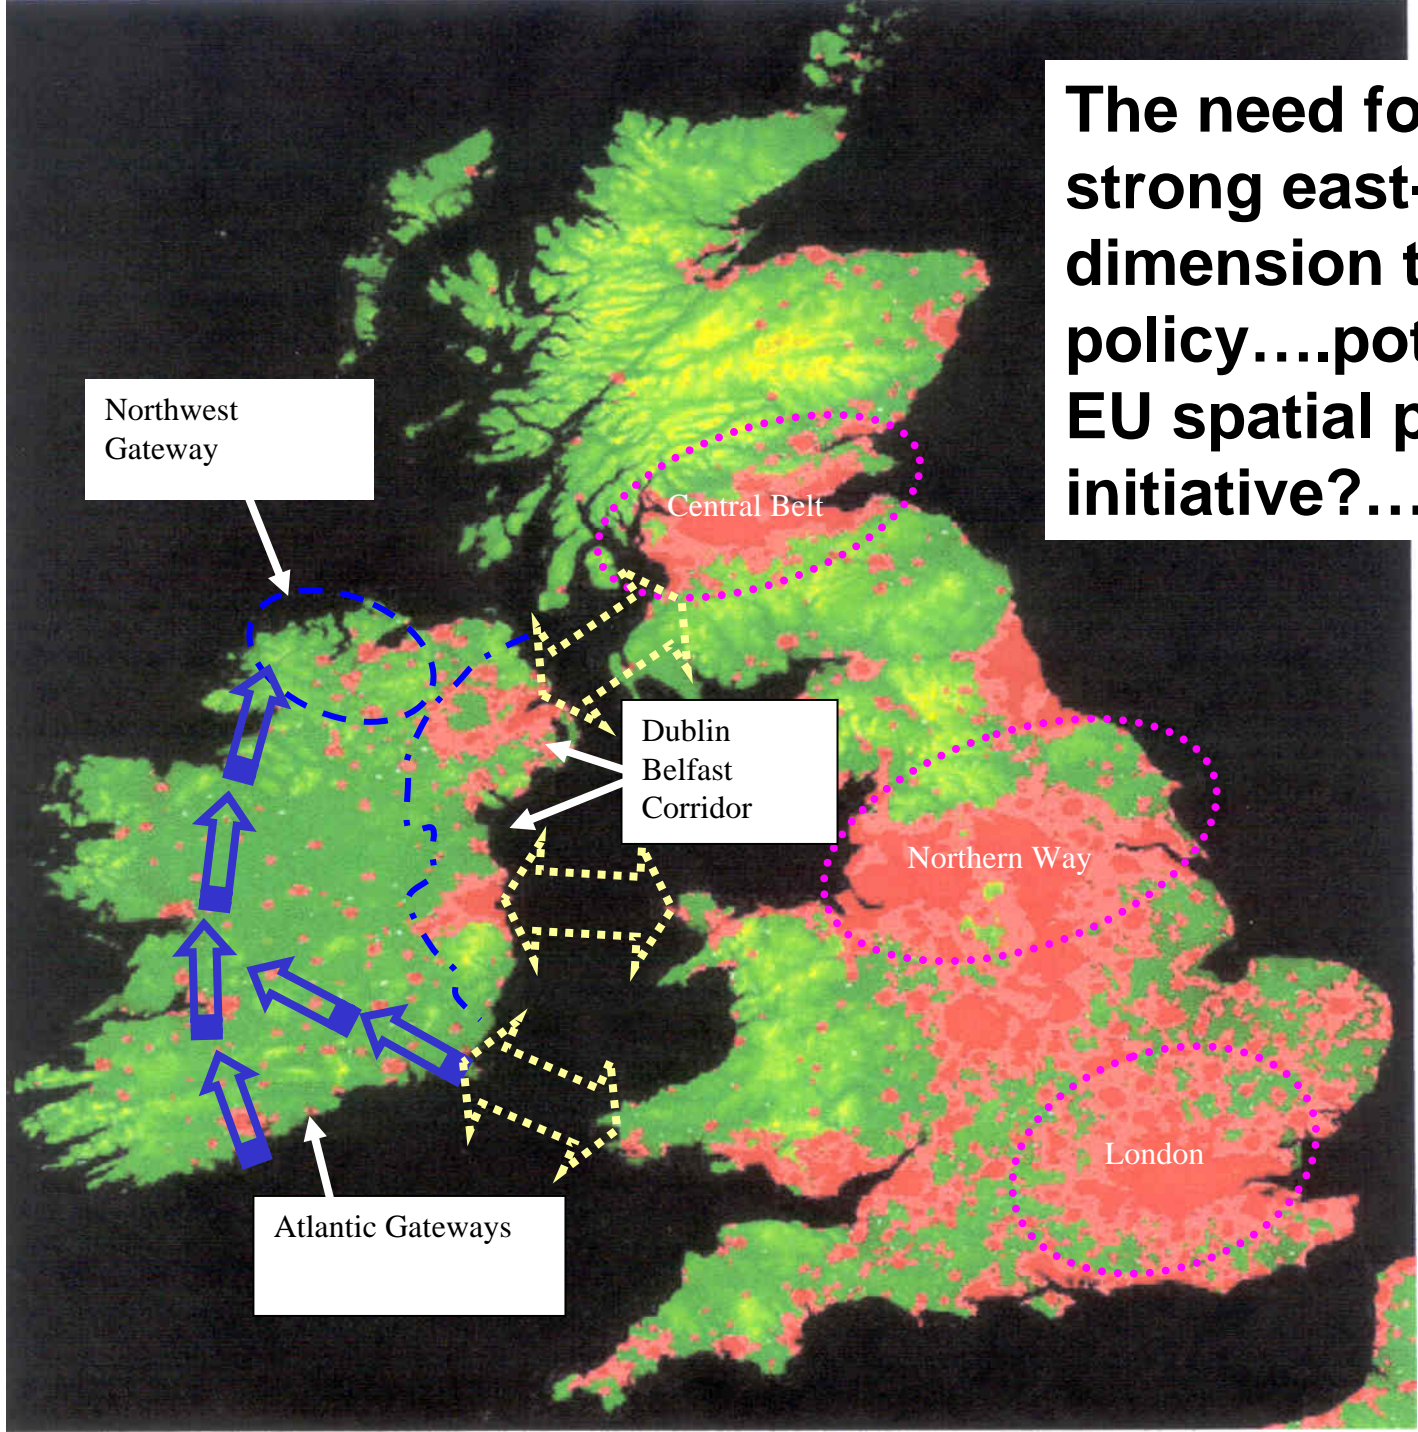 The need fo
strong east-
dimension t
policy….pot
EU spatial p
initiative?…
Northwest
Gateway
Central Belt
Dublin
Belfast
Corridor
Northern Way
London
Atlantic Gateways